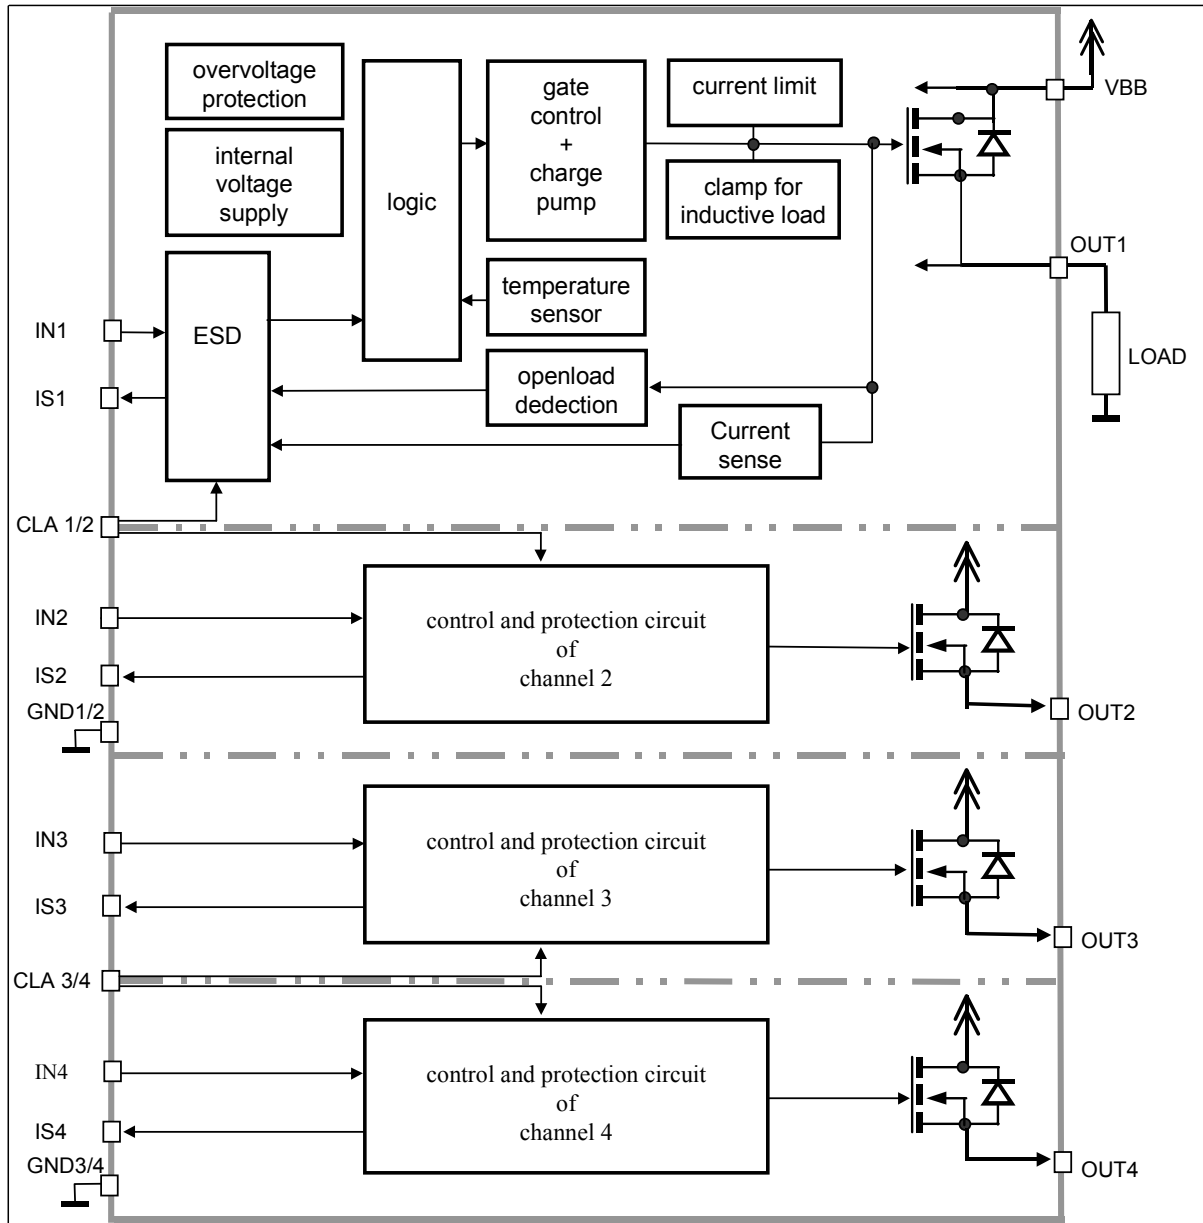 overvoltage
protection
internal
voltage
supply
logic
gate
control
+
charge
pump
current limit
clamp for
inductive load
VBB
OUT1
LOAD
temperature
sensor
openload
dedection
Current
sense
ESD
IN1
IS1
CLA 1/2
IN2
IS2
GND1/2
control and protection circuit
of
channel 2
OUT2
IN3
IS3
control and protection circuit
of
channel 3
OUT3
CLA 3/4
IN4
IS4
GND3/4
control and protection circuit
of
channel 4
OUT4